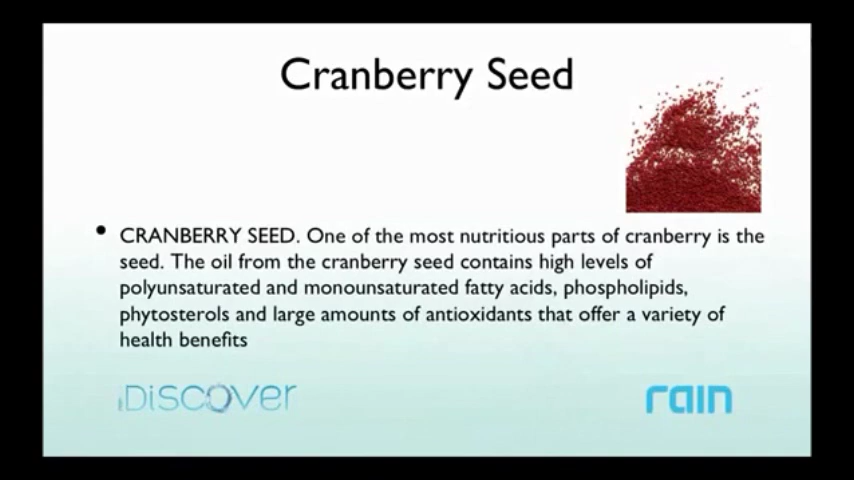 Cranberry Seed
• CRANBERRY SEED. One of the most nutritious parts of cranberry is the
seed. The oil from the cranberry seed contains high levels of
polyunsaturated and monounsaturated fatty acids, phospholipids,
phytosterols and large amounts of antioxidants that offer a variety of
health benefits
iDiscover
rain